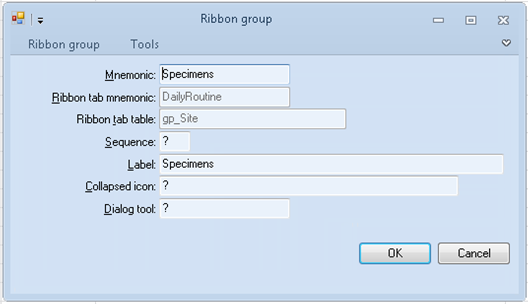 Ribbon group
Ribbon group Tools
Mnemonic: Specimens
Ribbon tab mnemonic: DailyRoutine
Ribbon tab table: gp_Site
Sequence: ?
Label: Specimens
Collapsed icon: ?
Dialog tool: ?
OK Cancel